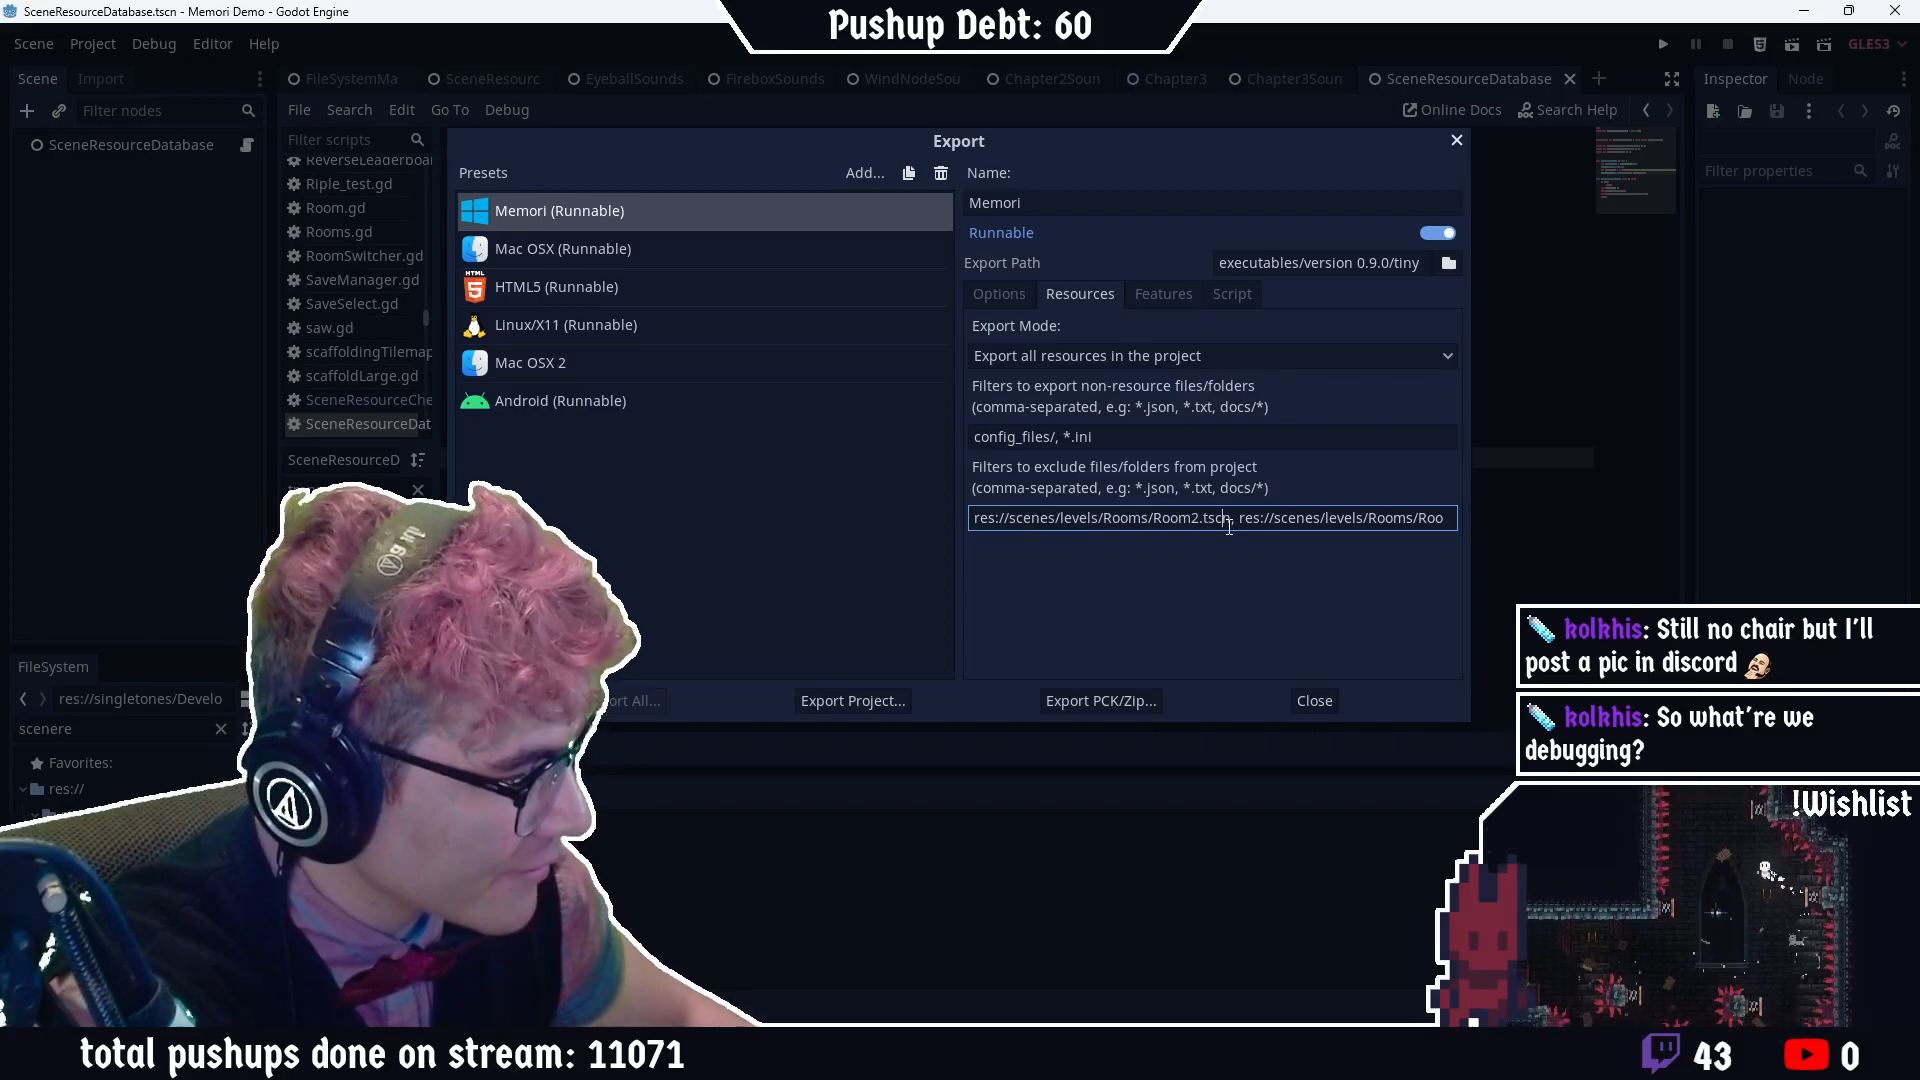 SceneResourceDatabase.tscn - Memori Demo - Godot Engine
Pushup Debt: 60
Scene Project Debug Editor Help
GLES3
Scene Import
FileSystemMa SceneResourc EyeballSounds FireboxSounds WindNodeSou Chapter2Soun Chapter3 Chapter3Soun SceneResourceDatabase
Inspector Node
Filter nodes
File Search Edit Go To Debug
Online Docs Search Help
SceneResourceDatabase
Filter scripts
ReverseLeaderboar
Riple_test.gd
Room.gd
Rooms.gd
RoomSwitcher.gd
SaveManager.gd
SaveSelect.gd
saw.gd
scaffoldingTilemap
scaffoldLarge.gd
SceneResourceChe
SceneResourceDat
SceneResourceD
Export
Presets Add...
Memori (Runnable)
Mac OSX (Runnable)
HTML
HTML5 (Runnable)
Linux/X11 (Runnable)
Mac OSX 2
Android (Runnable)
Name:
Memori
Runnable
Export Path executables/version 0.9.0/tiny
Options Resources Features Script
Export Mode:
Export all resources in the project
Filters to export non-resource files/folders
(comma-separated, e.g: *.json, *.txt, docs/*)
config_files/, *.ini
Filters to exclude files/folders from project
(comma-separated, e.g: *.json, *.txt, docs/*)
res://scenes/levels/Rooms/Room2.tscn, res://scenes/levels/Rooms/Roo
ort All... Export Project... Export PCK/Zip... Close
Filter properties
FileSystem
res://singletones/Develo
scenere
Favorites:
res://
kolkhis: Still no chair but I'll
post a pic in discord
kolkhis: So what're we
debugging?
!Wishlist
total pushups done on stream: 11071
43
0